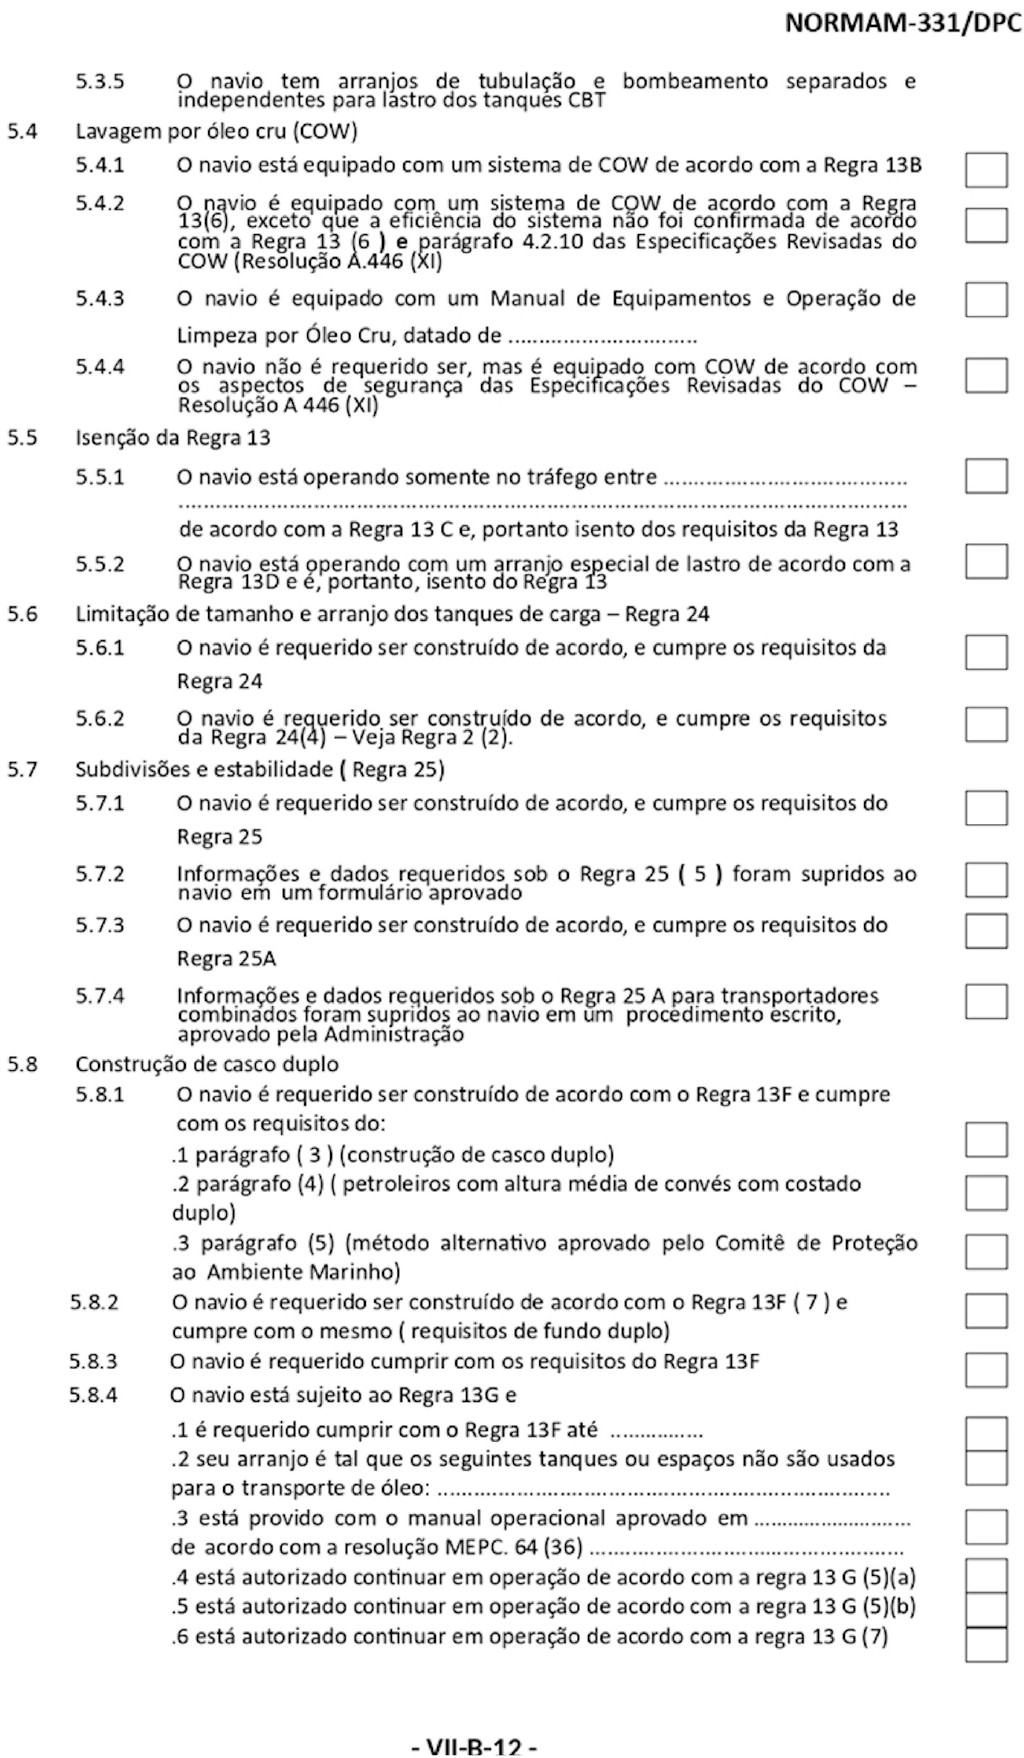 NORMAM-331/DPC
5.3.5 O navio tem arranjos de tubulação e bombeamento separados e
independentes para lastro dos tanques CBT
5.4 Lavagem por óleo cru (COW)
5.4.1 O navio está equipado com um sistema de COW de acordo com a Regra 13B
5.4.2 O navio é equipado com um sistema de COW de acordo com a Regra
13(6), exceto que a eficiência do sistema não foi confirmada de acordo
com a Regra 13 (6 ) e parágrafo 4.2.10 das Especificações Revisadas do
COW (Resolução A.446 (XI)
5.4.3 O navio é equipado com um Manual de Equipamentos e Operação de
Limpeza por Óleo Cru, datado de ................................
5.4.4 O navio não é requerido ser, mas é equipado com COW de acordo com
os aspectos de segurança das Especificações Revisadas do COW –
Resolução A 446 (XI)
5.5 Isenção da Regra 13
5.5.1 O navio está operando somente no tráfego entre .........................................
............................................................................................................................
de acordo com a Regra 13 C e, portanto isento dos requisitos da Regra 13
5.5.2 O navio está operando com um arranjo especial de lastro de acordo com a
Regra 13D e é, portanto, isento do Regra 13
5.6 Limitação de tamanho e arranjo dos tanques de carga – Regra 24
5.6.1 O navio é requerido ser construído de acordo, e cumpre os requisitos da
Regra 24
5.6.2 O navio é requerido ser construído de acordo, e cumpre os requisitos
da Regra 24(4) – Veja Regra 2 (2).
5.7 Subdivisões e estabilidade ( Regra 25)
5.7.1 O navio é requerido ser construído de acordo, e cumpre os requisitos do
Regra 25
5.7.2 Informações e dados requeridos sob o Regra 25 ( 5 ) foram supridos ao
navio em um formulário aprovado
5.7.3 O navio é requerido ser construído de acordo, e cumpre os requisitos do
Regra 25A
5.7.4 Informações e dados requeridos sob o Regra 25 A para transportadores
combinados foram supridos ao navio em um procedimento escrito,
aprovado pela Administração
5.8 Construção de casco duplo
5.8.1 O navio é requerido ser construído de acordo com o Regra 13F e cumpre
com os requisitos do:
.1 parágrafo ( 3 ) (construção de casco duplo)
.2 parágrafo (4) ( petroleiros com altura média de convés com costado
duplo)
.3 parágrafo (5) (método alternativo aprovado pelo Comitê de Proteção
ao Ambiente Marinho)
5.8.2 O navio é requerido ser construído de acordo com o Regra 13F ( 7 ) e
cumpre com o mesmo ( requisitos de fundo duplo)
5.8.3 O navio é requerido cumprir com os requisitos do Regra 13F
5.8.4 O navio está sujeito ao Regra 13G e
.1 é requerido cumprir com o Regra 13F até ................
.2 seu arranjo é tal que os seguintes tanques ou espaços não são usados
para o transporte de óleo: .............................................................................
.3 está provido com o manual operacional aprovado em ...........................
de acordo com a resolução MEPC. 64 (36) .....................................................
.4 está autorizado continuar em operação de acordo com a regra 13 G (5)(a)
.5 está autorizado continuar em operação de acordo com a regra 13 G (5)(b)
.6 está autorizado continuar em operação de acordo com a regra 13 G (7)
- VII-B-12 -